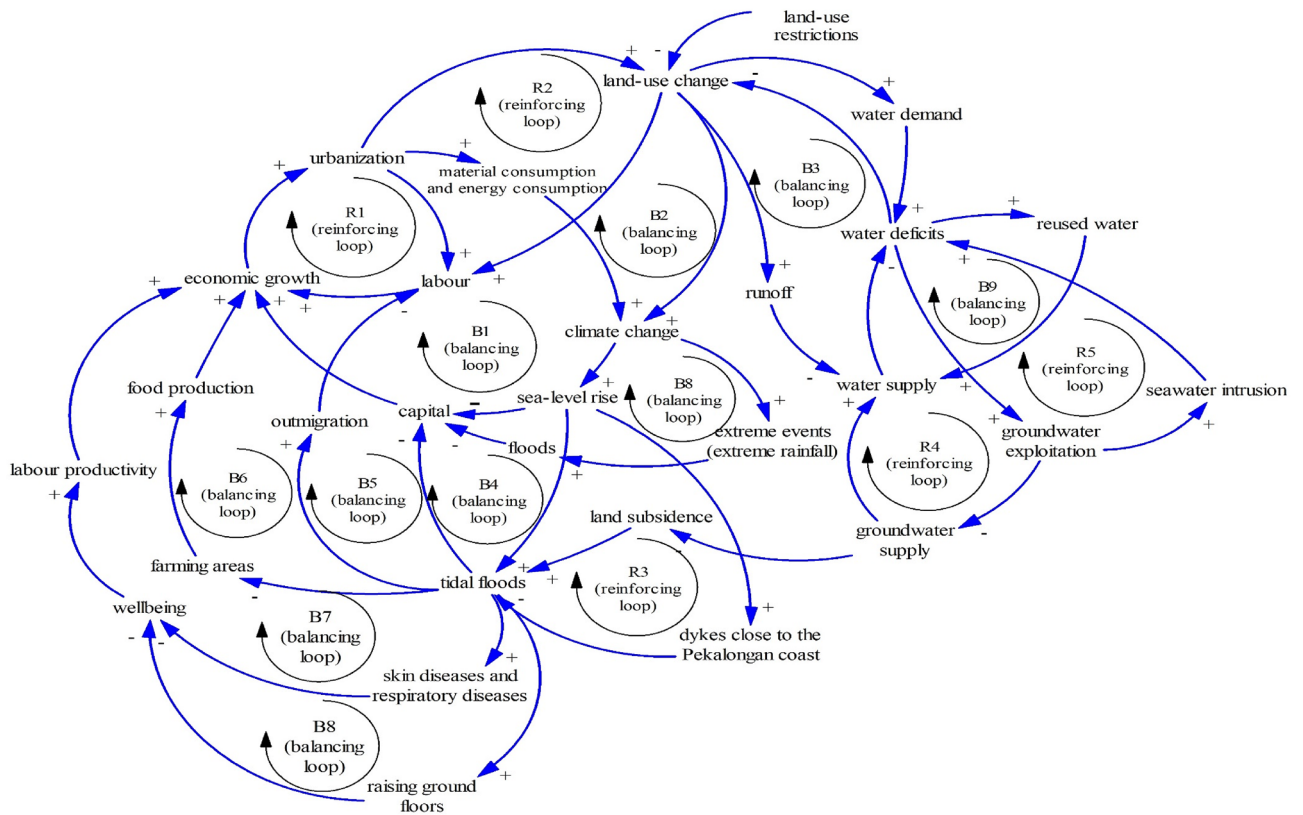 land-use
restrictions
+
-
R2
(reinforcing
loop)
land-use change
-
+
water demand
urbanization
+
+
material consumption
and energy consumption
B3
(balancing
loop)
R1
(reinforcing
loop)
B2
(balancing
loop)
+
+
reused water
water deficits
-
+
economic growth
+
+
+
+
labour
+
+
-
+
runoff
B9
(balancing
loop)
B1
(balancing
loop)
climate change
+
+
R5
(reinforcing
loop)
food production
+
outmigration
+
capital
-
-
-
sea-level rise
+
B8
(balancing
loop)
+
extreme events
(extreme rainfall)
floods
+
-
water supply
+
+
groundwater
exploitation
seawater intrusion
+
labour productivity
+
B6
(balancing
loop)
B5
(balancing
loop)
B4
(balancing
loop)
R4
(reinforcing
loop)
land subsidence
-
groundwater
supply
-
farming areas
-
tidal floods
+
+
-
R3
(reinforcing
loop)
wellbeing
-
-
B7
(balancing
loop)
+
dykes close to the
Pekalongan coast
+
skin diseases and
respiratory diseases
B8
(balancing
loop)
+
raising ground
floors